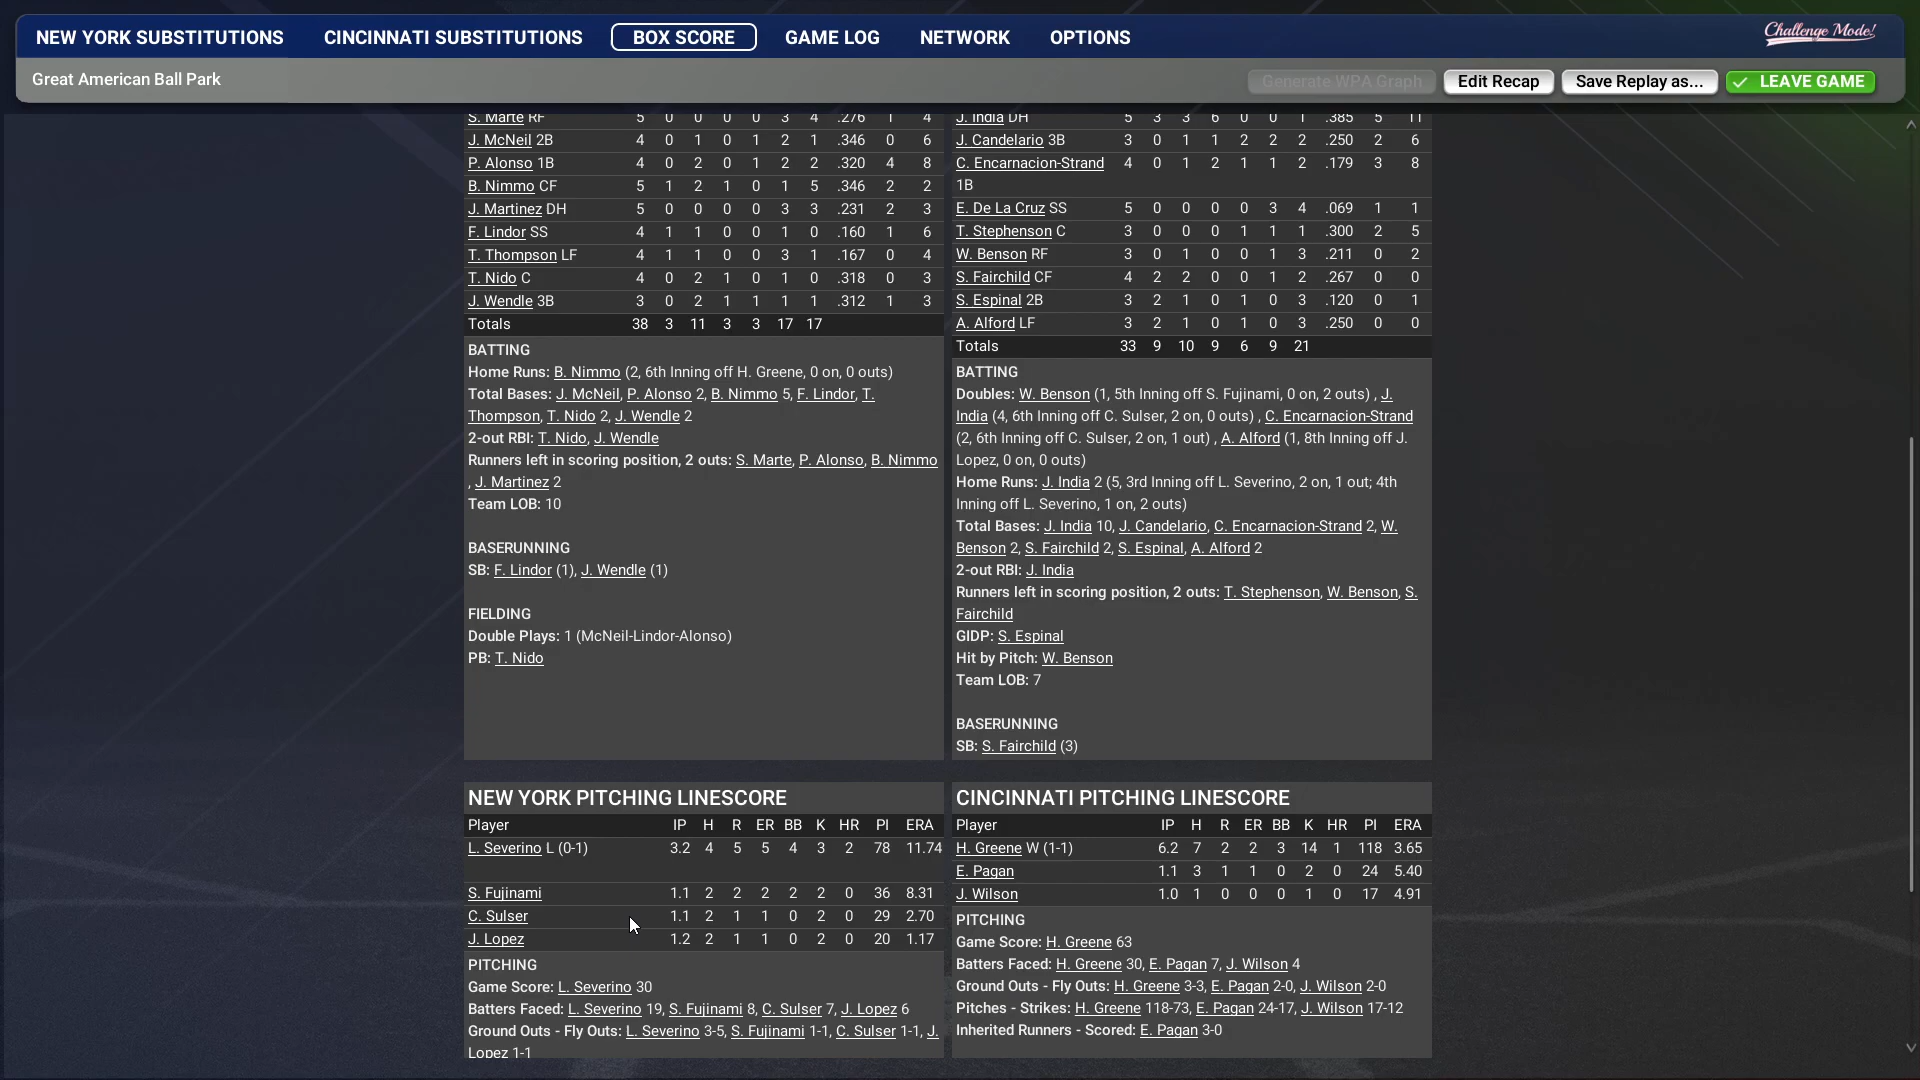 NEW YORK SUBSTITUTIONS CINCINNATI SUBSTITUTIONS BOX SCORE GAME LOG NETWORK OPTIONS Challenge Mode!
Great American Ball Park Generate WPA Graph Edit Recap Save Replay as... LEAVE GAME
S. Marte RF 5 0 0 0 0 3 4 .276 1 4
J. McNeil 2B 4 0 1 0 1 2 1 .346 0 6
P. Alonso 1B 4 0 2 0 1 2 2 .320 4 8
B. Nimmo CF 5 1 2 1 0 1 5 .346 2 2
J. Martinez DH 5 0 0 0 0 3 3 .231 2 3
F. Lindor SS 4 1 1 0 0 1 0 .160 1 6
T. Thompson LF 4 1 1 0 0 3 1 .167 0 4
T. Nido C 4 0 2 1 0 1 0 .318 0 3
J. Wendle 3B 3 0 2 1 1 1 1 .312 1 3
Totals 38 3 11 3 3 17 17
BATTING
Home Runs: B. Nimmo (2, 6th Inning off H. Greene, 0 on, 0 outs)
Total Bases: J. McNeil, P. Alonso 2, B. Nimmo 5, F. Lindor, T.
Thompson, T. Nido 2, J. Wendle 2
2-out RBI: T. Nido, J. Wendle
Runners left in scoring position, 2 outs: S. Marte, P. Alonso, B. Nimmo
, J. Martinez 2
Team LOB: 10
BASERUNNING
SB: F. Lindor (1), J. Wendle (1)
FIELDING
Double Plays: 1 (McNeil-Lindor-Alonso)
PB: T. Nido
J. India DH 5 3 3 6 0 0 1 .385 5 11
J. Candelario 3B 3 0 1 1 2 2 2 .250 2 6
C. Encarnacion-Strand 4 0 1 2 1 1 2 .179 3 8
1B
E. De La Cruz SS 5 0 0 0 0 3 4 .069 1 1
T. Stephenson C 3 0 0 0 1 1 1 .300 2 5
W. Benson RF 3 0 1 0 0 1 3 .211 0 2
S. Fairchild CF 4 2 2 0 0 1 2 .267 0 0
S. Espinal 2B 3 2 1 0 1 0 3 .120 0 1
A. Alford LF 3 2 1 0 1 0 3 .250 0 0
Totals 33 9 10 9 6 9 21
BATTING
Doubles: W. Benson (1, 5th Inning off S. Fujinami, 0 on, 2 outs) , J.
India (4, 6th Inning off C. Sulser, 2 on, 0 outs) , C. Encarnacion-Strand
(2, 6th Inning off C. Sulser, 2 on, 1 out) , A. Alford (1, 8th Inning off J.
Lopez, 0 on, 0 outs)
Home Runs: J. India 2 (5, 3rd Inning off L. Severino, 2 on, 1 out; 4th
Inning off L. Severino, 1 on, 2 outs)
Total Bases: J. India 10, J. Candelario, C. Encarnacion-Strand 2, W.
Benson 2, S. Fairchild 2, S. Espinal, A. Alford 2
2-out RBI: J. India
Runners left in scoring position, 2 outs: T. Stephenson, W. Benson, S.
Fairchild
GIDP: S. Espinal
Hit by Pitch: W. Benson
Team LOB: 7
BASERUNNING
SB: S. Fairchild (3)
NEW YORK PITCHING LINESCORE
Player IP H R ER BB K HR PI ERA
L. Severino L (0-1) 3.2 4 5 5 4 3 2 78 11.74
S. Fujinami 1.1 2 2 2 2 2 0 36 8.31
C. Sulser 1.1 2 1 1 0 2 0 29 2.70
J. Lopez 1.2 2 1 1 0 2 0 20 1.17
PITCHING
Game Score: L. Severino 30
Batters Faced: L. Severino 19, S. Fujinami 8, C. Sulser 7, J. Lopez 6
Ground Outs - Fly Outs: L. Severino 3-5, S. Fujinami 1-1, C. Sulser 1-1, J.
Lopez 1-1
CINCINNATI PITCHING LINESCORE
Player IP H R ER BB K HR PI ERA
H. Greene W (1-1) 6.2 7 2 2 3 14 1 118 3.65
E. Pagan 1.1 3 1 1 0 2 0 24 5.40
J. Wilson 1.0 1 0 0 0 1 0 17 4.91
PITCHING
Game Score: H. Greene 63
Batters Faced: H. Greene 30, E. Pagan 7, J. Wilson 4
Ground Outs - Fly Outs: H. Greene 3-3, E. Pagan 2-0, J. Wilson 2-0
Pitches - Strikes: H. Greene 118-73, E. Pagan 24-17, J. Wilson 17-12
Inherited Runners - Scored: E. Pagan 3-0